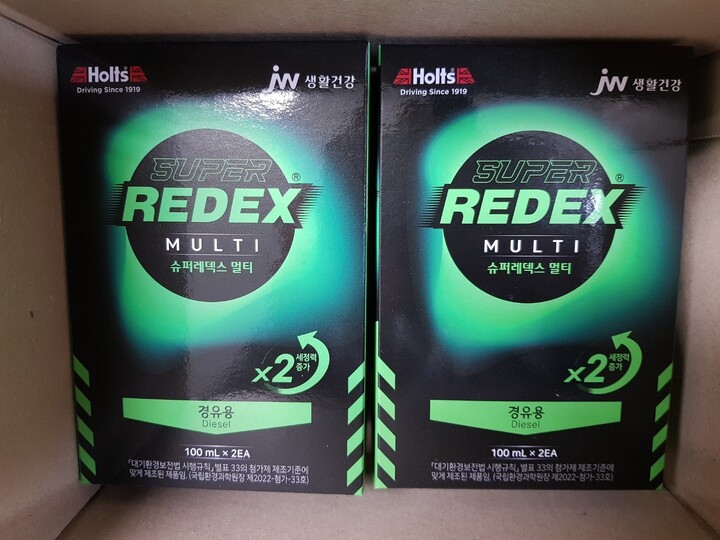 Holts
Driving Since 1919
JW 생활건강
SUPER
REDEX®
MULTI
슈퍼레덱스 멀티
x2 세정력
증가
경유용
Diesel
100 mL × 2EA
「대기환경보전법 시행규칙」 별표 33의 첨가제 제조기준에
맞게 제조된 제품임. (국립환경과학원장 제2022-첨가-33호)
Holts
Driving Since 1919
JW 생활건강
SUPER
REDEX®
MULTI
슈퍼레덱스 멀티
x2 세정력
증가
경유용
Diesel
100 mL × 2EA
「대기환경보전법 시행규칙」 별표 33의 첨가제 제조기준에
맞게 제조된 제품임. (국립환경과학원장 제2022-첨가-33호)